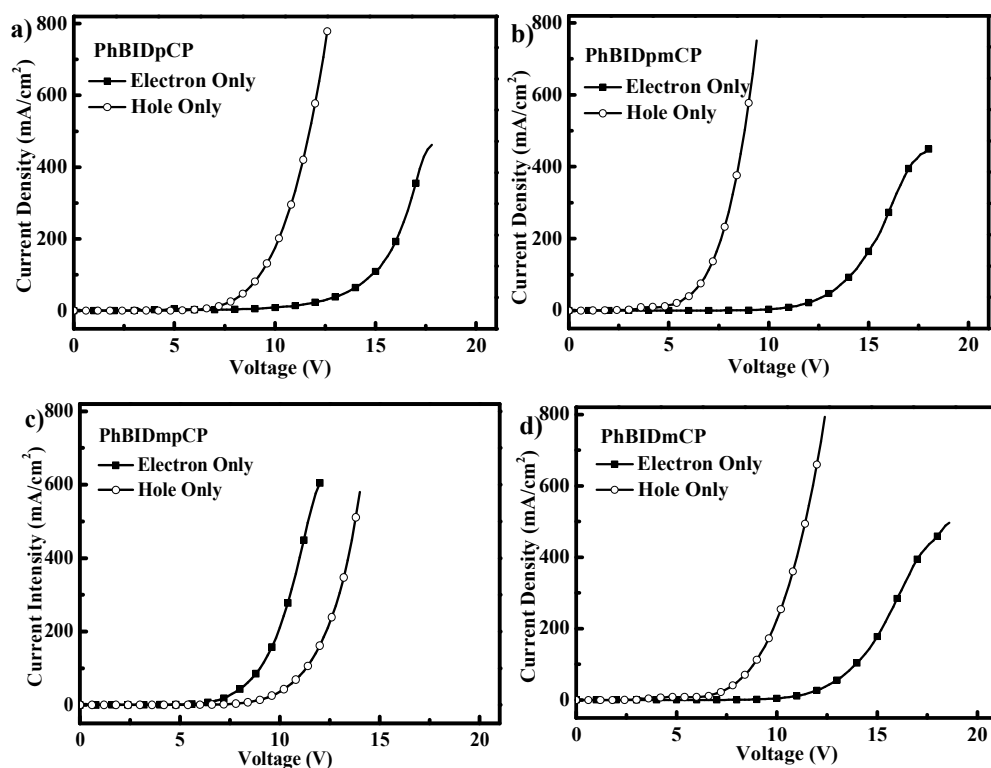 a)
PhBIDpCP
Electron Only
Hole Only
Current Density (mA/cm²)
800
600
400
200
0
0 5 10 15 20
Voltage (V)
b)
PhBIDpmCP
Electron Only
Hole Only
Current Density (mA/cm²)
800
600
400
200
0
0 5 10 15 20
Voltage (V)
c)
PhBIDmpCP
Electron Only
Hole Only
Current Intensity (mA/cm²)
800
600
400
200
0
0 5 10 15 20
Voltage (V)
d)
PhBIDmCP
Electron Only
Hole Only
Current Density (mA/cm²)
800
600
400
200
0
0 5 10 15 20
Voltage (V)